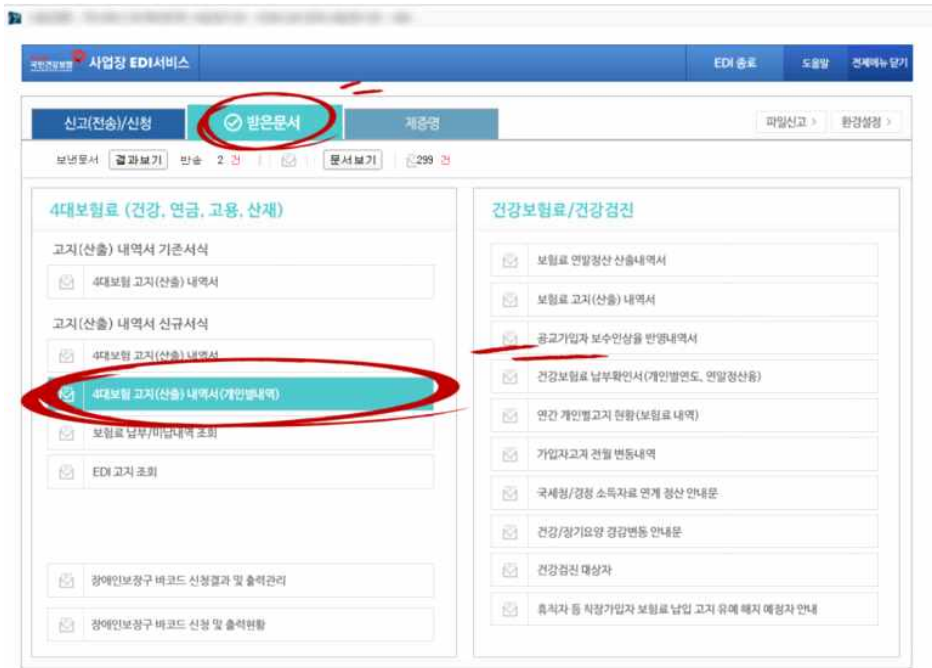 국민건강보험 사업장 EDI서비스 EDI 종료 도움말 전체메뉴 닫기
신고(전송)/신청 받은문서 제증명 파일신고 > 환경설정 >
보낸문서 결과보기 반송 2 건 문서보기 299 건
4대보험료 (건강, 연금, 고용, 산재)
고지(산출) 내역서 기존서식
4대보험 고지(산출) 내역서
고지(산출) 내역서 신규서식
4대보험 고지(산출) 내역서
4대보험 고지(산출) 내역서(개인별내역)
보험료 납부/미납내역 조회
EDI 고지 조회
장애인보장구 바코드 신청결과 및 출력관리
장애인보장구 바코드 신청 및 출력현황
건강보험료/건강검진
보험료 연말정산 산출내역서
보험료 고지(산출) 내역서
공교가입자 보수인상율 반영내역서
건강보험료 납부확인서(개인별연도, 연말정산용)
연간 개인별고지 현황(보험료 내역)
가입자고지 전월 변동내역
국세청/경정 소득자료 연계 정산 안내문
건강/장기요양 경감변동 안내문
건강검진 대상자
휴직자 등 직장가입자 보험료 납입 고지 유예 해지 예정자 안내